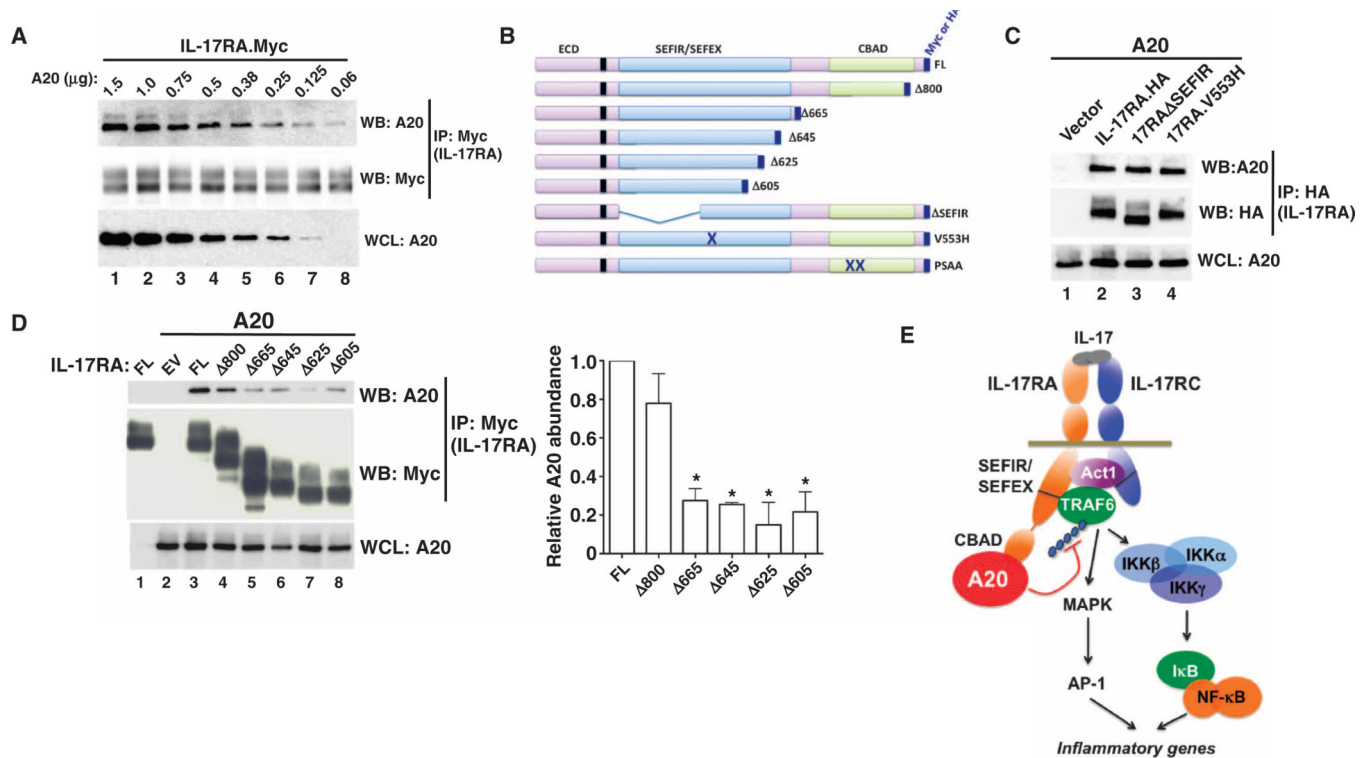 A
IL-17RA.Myc
A20 (μg):
1.5 1.0 0.75 0.5 0.38 0.25 0.125 0.06
WB: A20
IP: Myc
(IL-17RA)
WB: Myc
WCL: A20
1 2 3 4 5 6 7 8
B
ECD SEFIR/SEFEX CBAD Myc or HA
FL
Δ800
Δ665
Δ645
Δ625
Δ605
ΔSEFIR
X V553H
XX PSAA
C
A20
Vector IL-17RA.HA 17RAΔSEFIR 17RA.V553H
WB:A20
IP: HA
(IL-17RA)
WB: HA
WCL: A20
1 2 3 4
D
A20
IL-17RA: FL EV FL Δ800 Δ665 Δ645 Δ625 Δ605
WB: A20
IP: Myc
(IL-17RA)
WB: Myc
WCL: A20
1 2 3 4 5 6 7 8
Relative A20 abundance
1.0
0.8
0.6
0.4
0.2
0
* * * *
FL Δ800 Δ665 Δ645 Δ625 Δ605
E
IL-17
IL-17RA IL-17RC
SEFIR/
SEFEX
Act1
TRAF6
CBAD
A20
IKKβ IKKα
IKKγ
MAPK
AP-1
IκB
NF-κB
Inflammatory genes